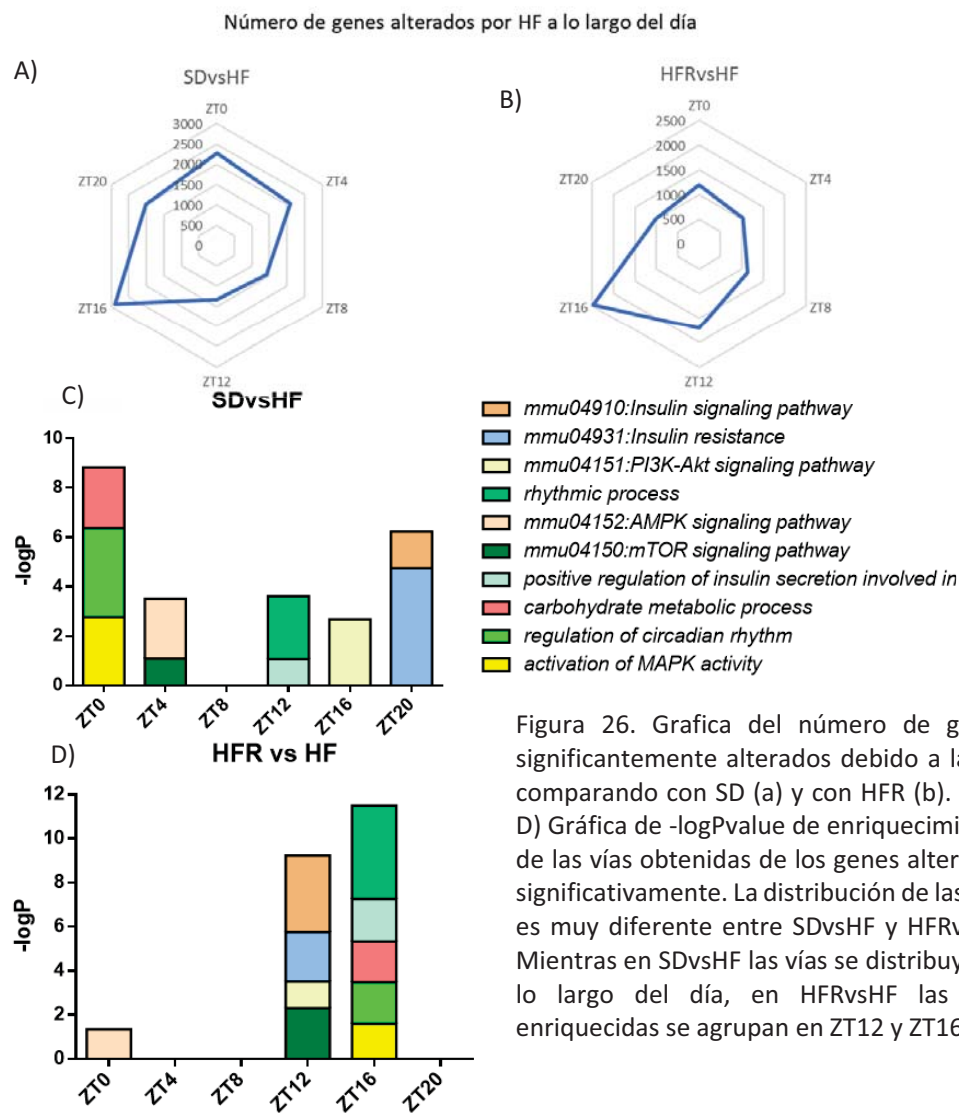 Número de genes alterados por HF a lo largo del día
A)
SDvsHF
ZT0
3000
2500
2000
1500
1000
500
0
ZT4
ZT8
ZT12
ZT16
ZT20
B)
HFRvsHF
ZT0
2500
2000
1500
1000
500
0
ZT4
ZT8
ZT12
ZT16
ZT20
C)
SDvsHF
10
8
6
4
2
0
-logP
ZT0
ZT4
ZT8
ZT12
ZT16
ZT20
mmu04910:Insulin signaling pathway
mmu04931:Insulin resistance
mmu04151:PI3K-Akt signaling pathway
rhythmic process
mmu04152:AMPK signaling pathway
mmu04150:mTOR signaling pathway
positive regulation of insulin secretion involved in
carbohydrate metabolic process
regulation of circadian rhythm
activation of MAPK activity
D)
HFR vs HF
12
10
8
6
4
2
0
-logP
ZT0
ZT4
ZT8
ZT12
ZT16
ZT20
Figura 26. Grafica del número de g
significantemente alterados debido a la
comparando con SD (a) y con HFR (b).
D) Gráfica de -logPvalue de enriquecimi
de las vías obtenidas de los genes alter
significativamente. La distribución de las
es muy diferente entre SDvsHF y HFRv
Mientras en SDvsHF las vías se distribuy
lo largo del día, en HFRvsHF las
enriquecidas se agrupan en ZT12 y ZT16